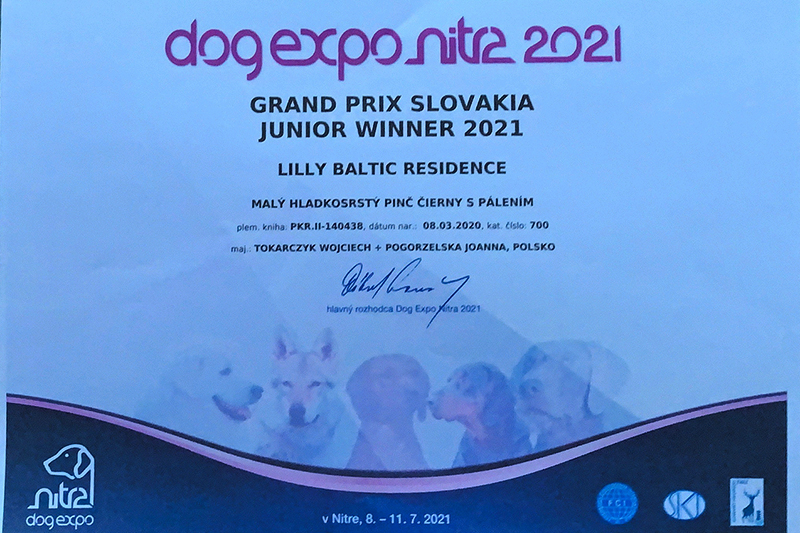 dog expo nitra 2021
GRAND PRIX SLOVAKIA
JUNIOR WINNER 2021
LILLY BALTIC RESIDENCE
MALÝ HLADKOSRSTÝ PINČ ČIERNY S PÁLENÍM
plem. kniha: PKR.II-140438, dátum nar.: 08.03.2020, kat. číslo: 700
maj.: TOKARCZYK WOJCIECH + POGORZELSKA JOANNA, POLSKO
hlavný rozhodca Dog Expo Nitra 2021
nitra
dog expo
v Nitre, 8. – 11. 7. 2021
FCI
SKJ